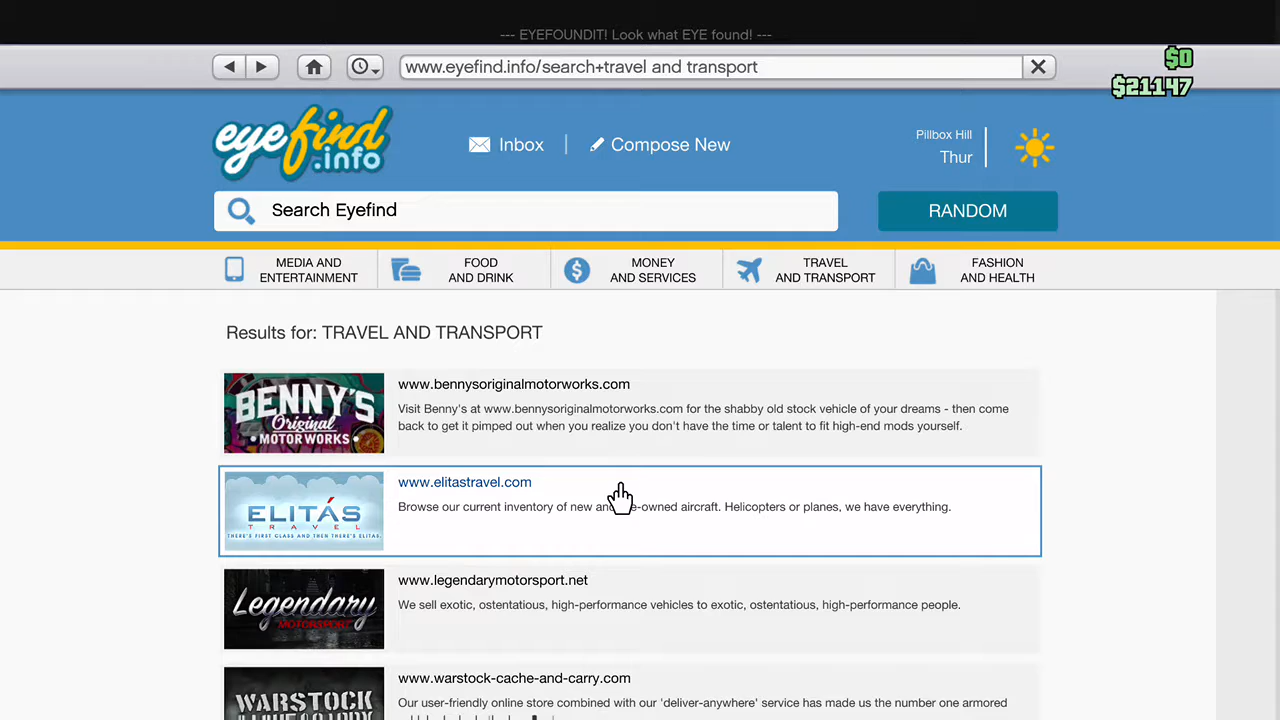 --- EYEFOUNDIT! Look what EYE found! ---
www.eyefind.info/search+travel and transport
$0
$21147
eyefind
.info
Inbox
Compose New
Pillbox Hill
Thur
Search Eyefind
RANDOM
MEDIA AND
ENTERTAINMENT
FOOD
AND DRINK
MONEY
AND SERVICES
TRAVEL
AND TRANSPORT
FASHION
AND HEALTH
Results for: TRAVEL AND TRANSPORT
BENNY'S
Original
MOTOR WORKS
www.bennysoriginalmotorworks.com
Visit Benny's at www.bennysoriginalmotorworks.com for the shabby old stock vehicle of your dreams - then come
back to get it pimped out when you realize you don't have the time or talent to fit high-end mods yourself.
ELITÁS
TRAVEL
THERE'S FIRST CLASS AND THEN THERE'S ELITAS.
www.elitastravel.com
Browse our current inventory of new and -owned aircraft. Helicopters or planes, we have everything.
Legendary
MOTORSPORT
www.legendarymotorsport.net
We sell exotic, ostentatious, high-performance vehicles to exotic, ostentatious, high-performance people.
WARSTOCK
www.warstock-cache-and-carry.com
Our user-friendly online store combined with our 'deliver-anywhere' service has made us the number one armored